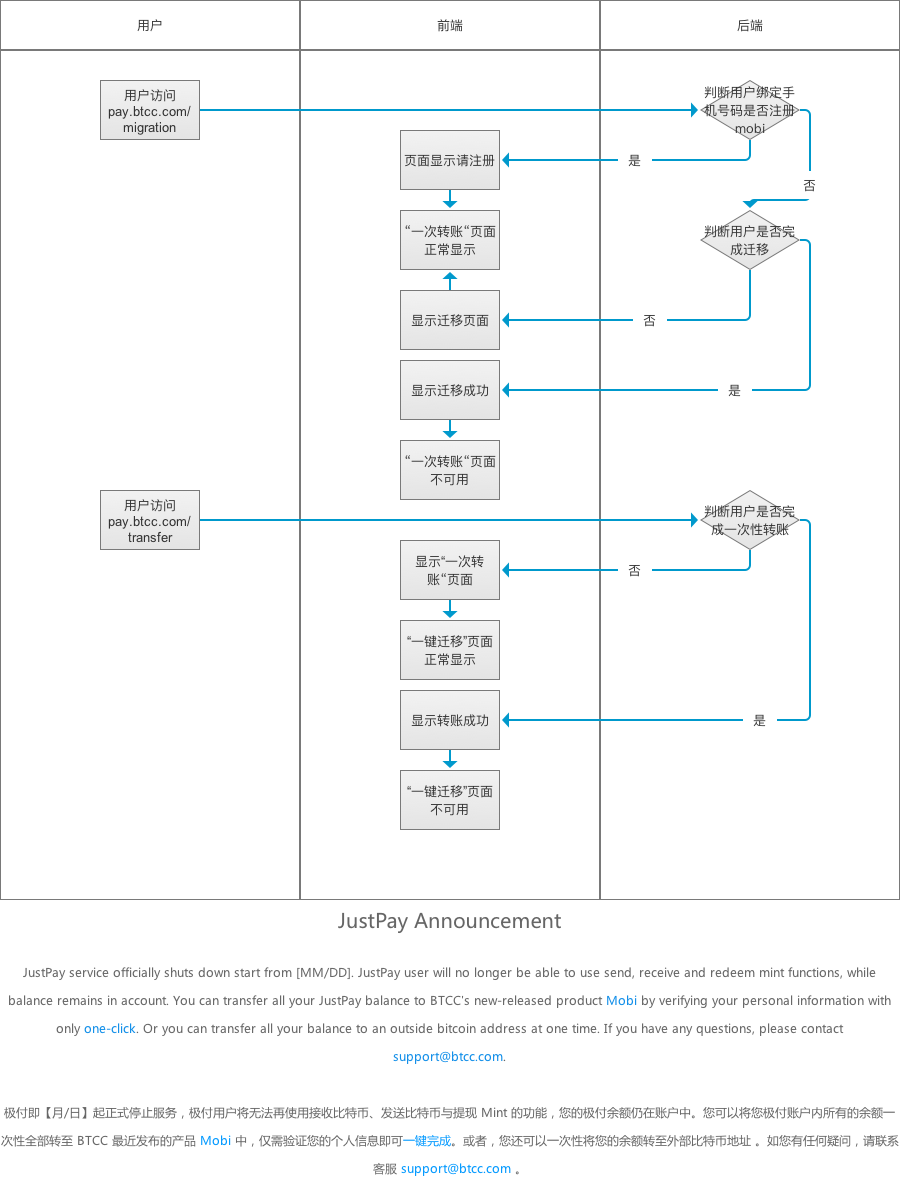 用户
前端
后端
用户访问
pay.btcc.com/
migration
判断用户绑定手
机号码是否注册
mobi
页面显示请注册
是
否
“一次转账“页面
正常显示
判断用户是否完
成迁移
显示迁移页面
否
显示迁移成功
是
“一次转账“页面
不可用
用户访问
pay.btcc.com/
transfer
判断用户是否完
成一次性转账
显示“一次转
账“页面
否
“一键迁移”页面
正常显示
显示转账成功
是
“一键迁移”页面
不可用
JustPay Announcement
JustPay service officially shuts down start from [MM/DD]. JustPay user will no longer be able to use send, receive and redeem mint functions, while
balance remains in account. You can transfer all your JustPay balance to BTCC's new-released product Mobi by verifying your personal information with
only one-click. Or you can transfer all your balance to an outside bitcoin address at one time. If you have any questions, please contact
support@btcc.com.
极付即【月/日】起正式停止服务，极付用户将无法再使用接收比特币、发送比特币与提现 Mint 的功能，您的极付余额仍在账户中。您可以将您极付账户内所有的余额一
次性全部转至 BTCC 最近发布的产品 Mobi 中，仅需验证您的个人信息即可一键完成。或者，您还可以一次性将您的余额转至外部比特币地址 。如您有任何疑问，请联系
客服 support@btcc.com 。